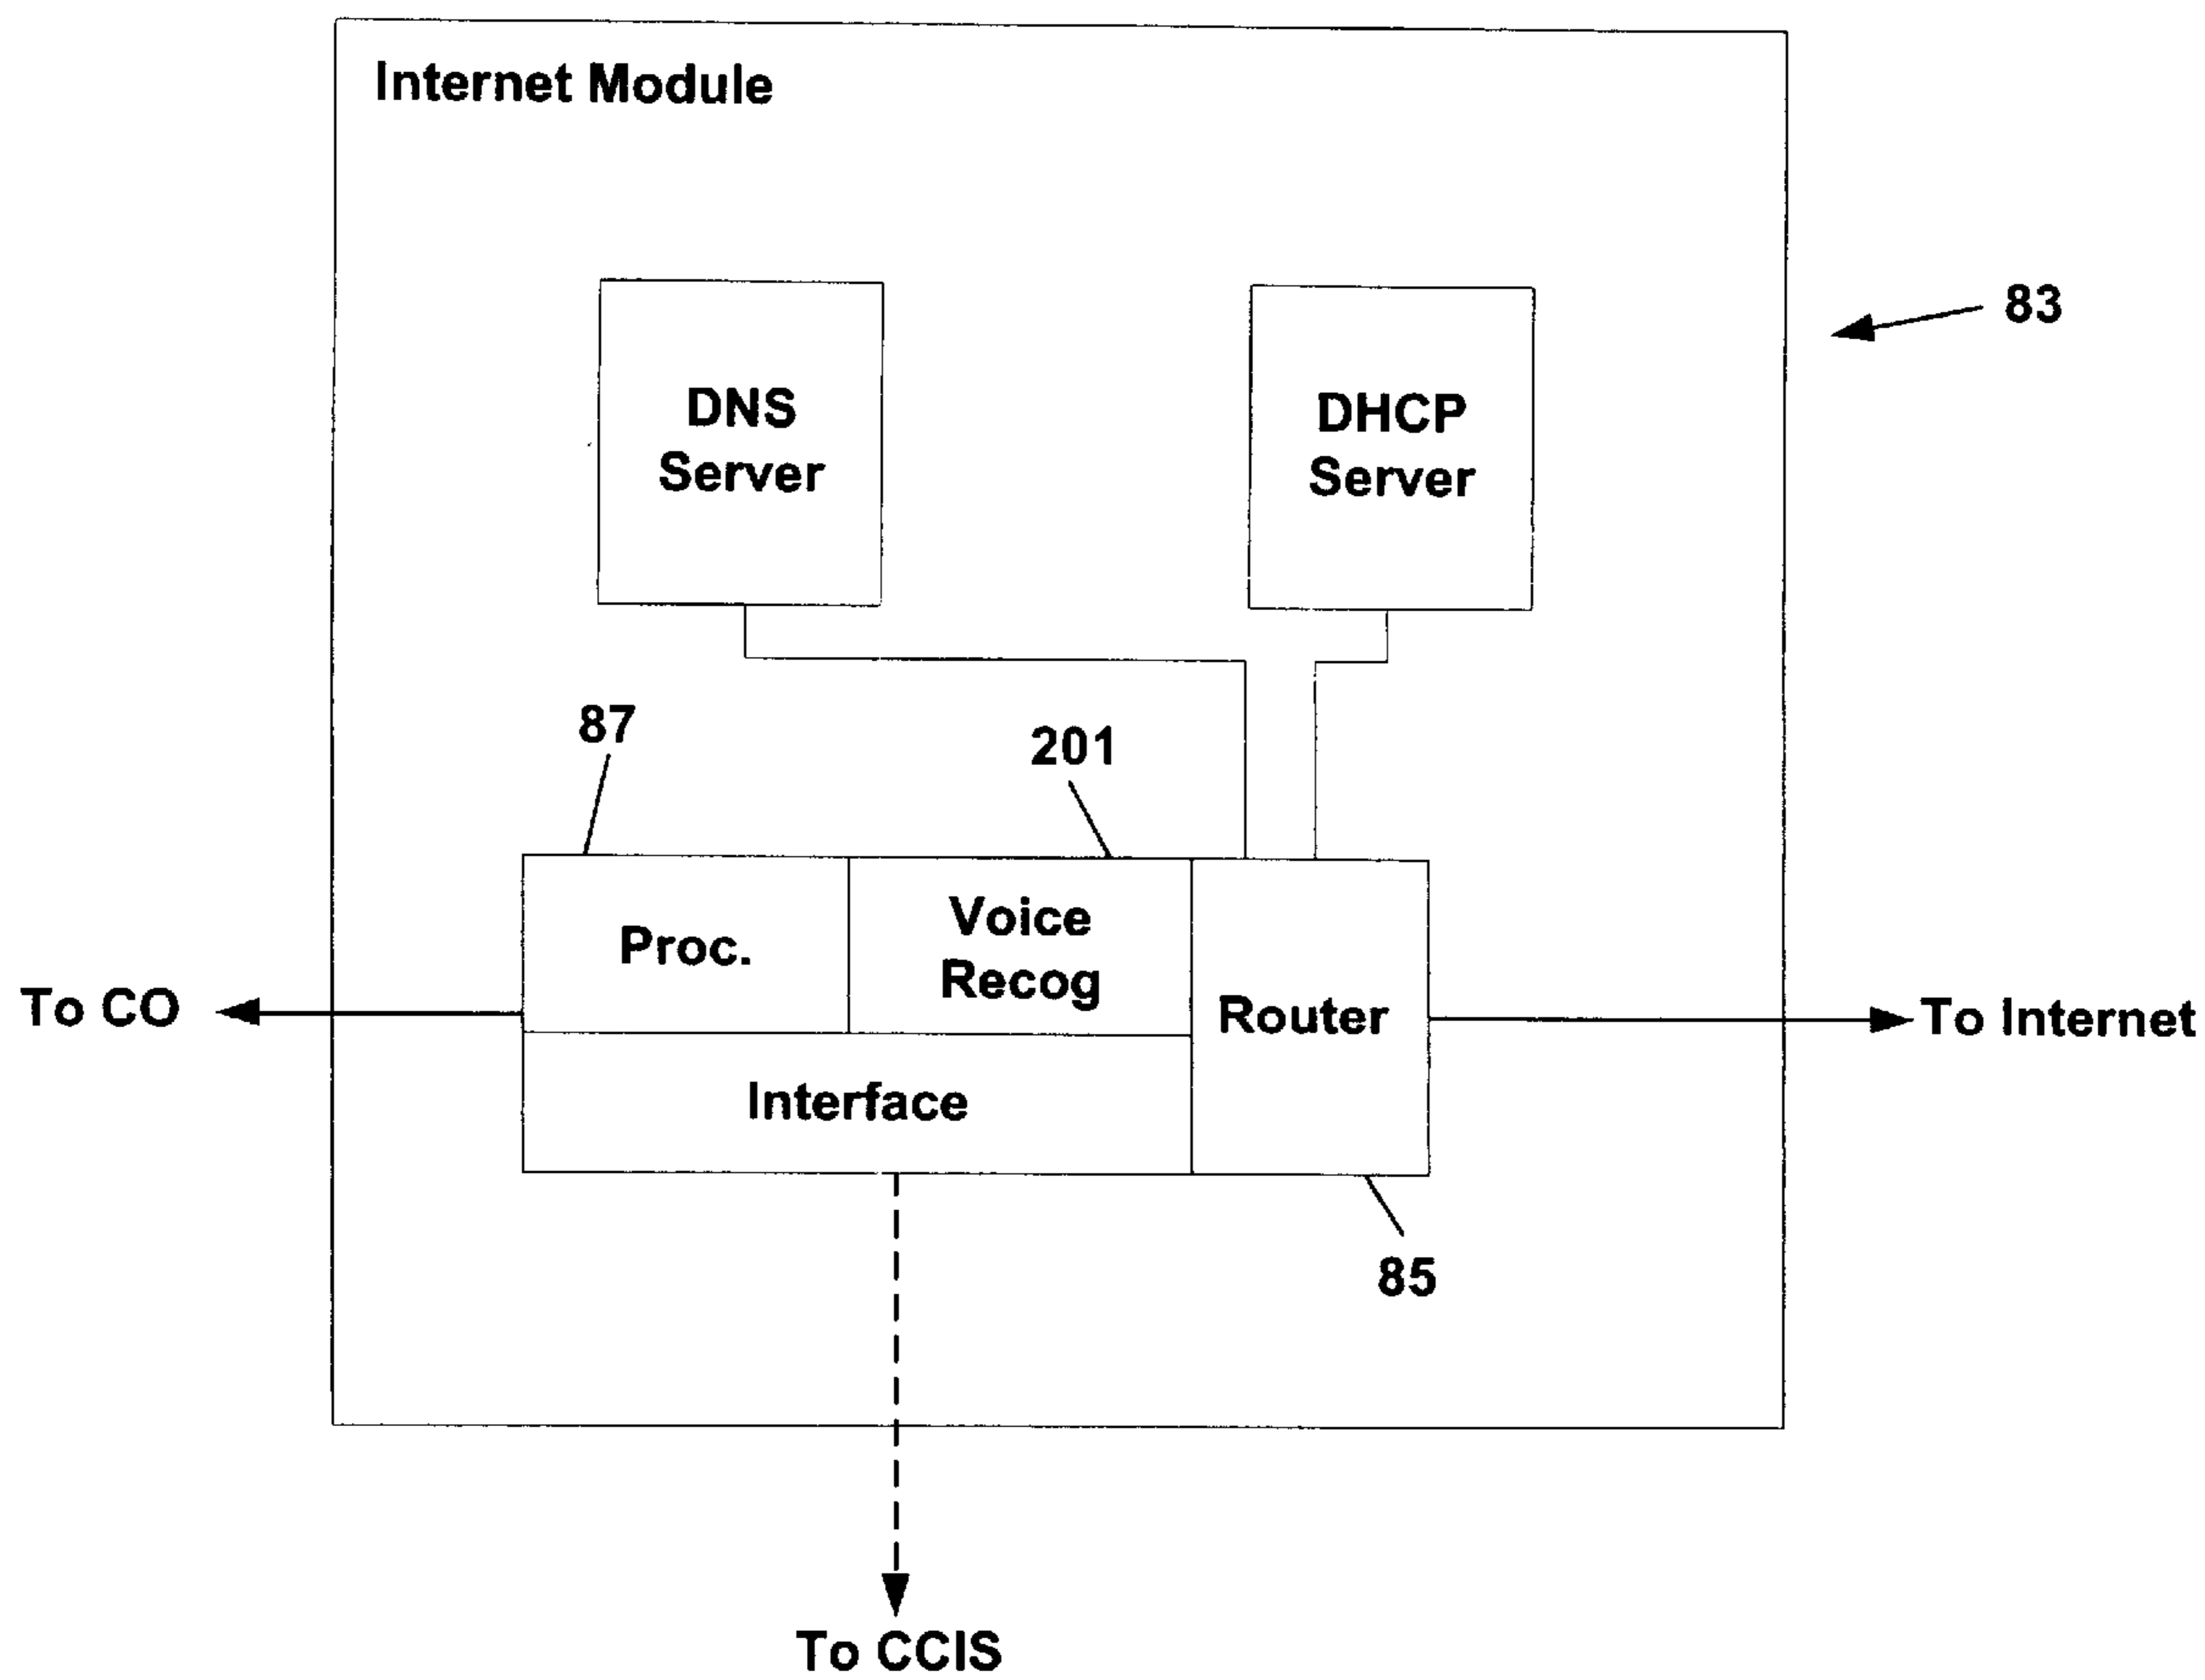 Internet Module
83
DNS
Server
DHCP
Server
87
201
Proc.
Voice
Recog
Router
To CO
To Internet
Interface
85
To CCIS